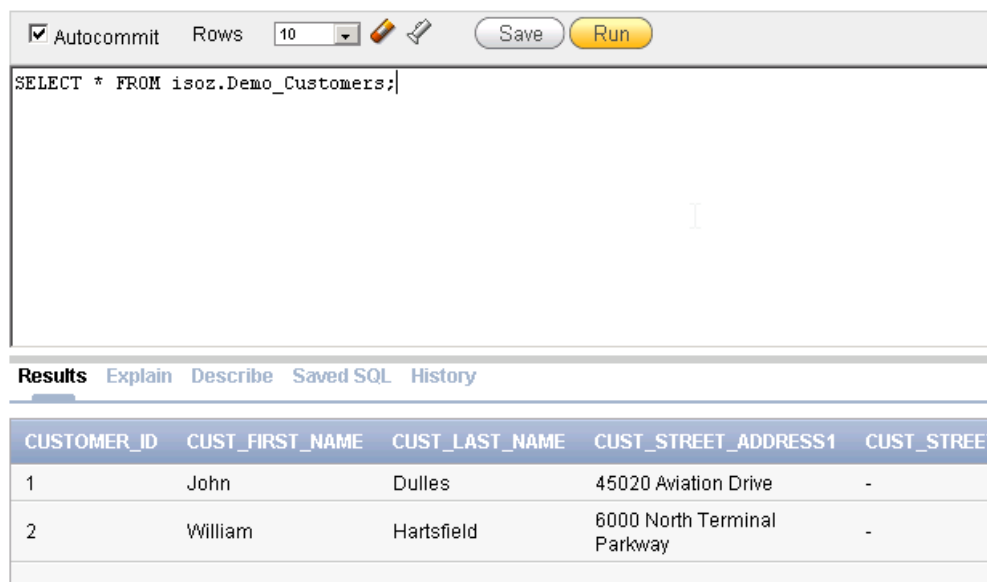 Autocommit Rows 10 Save Run
SELECT * FROM isoz.Demo_Customers;
Results Explain Describe Saved SQL History
CUSTOMER_ID CUST_FIRST_NAME CUST_LAST_NAME CUST_STREET_ADDRESS1 CUST_STREE
1 John Dulles 45020 Aviation Drive -
2 William Hartsfield 6000 North Terminal Parkway -